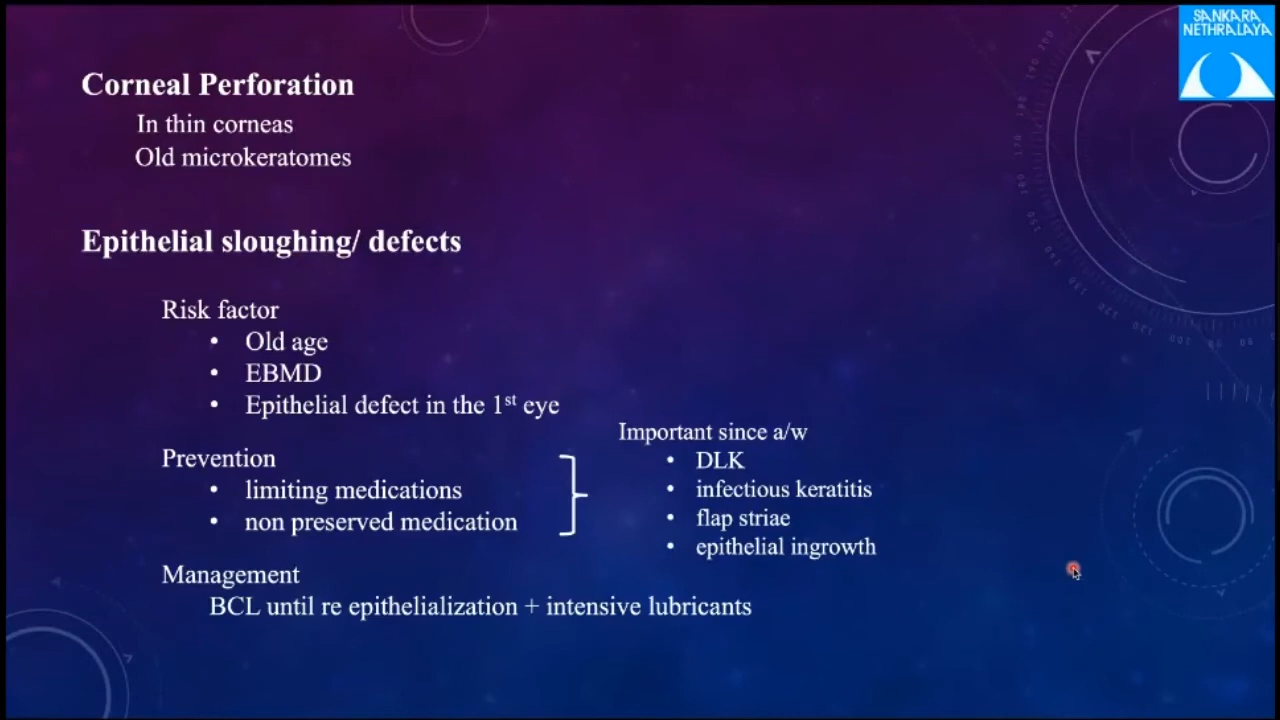 SANKARA
NETHRALAYA
Corneal Perforation
In thin corneas
Old microkeratomes
Epithelial sloughing/ defects
Risk factor
• Old age
• EBMD
• Epithelial defect in the 1st eye
Prevention
• limiting medications
• non preserved medication
Important since a/w
• DLK
• infectious keratitis
• flap striae
• epithelial ingrowth
Management
BCL until re epithelialization + intensive lubricants